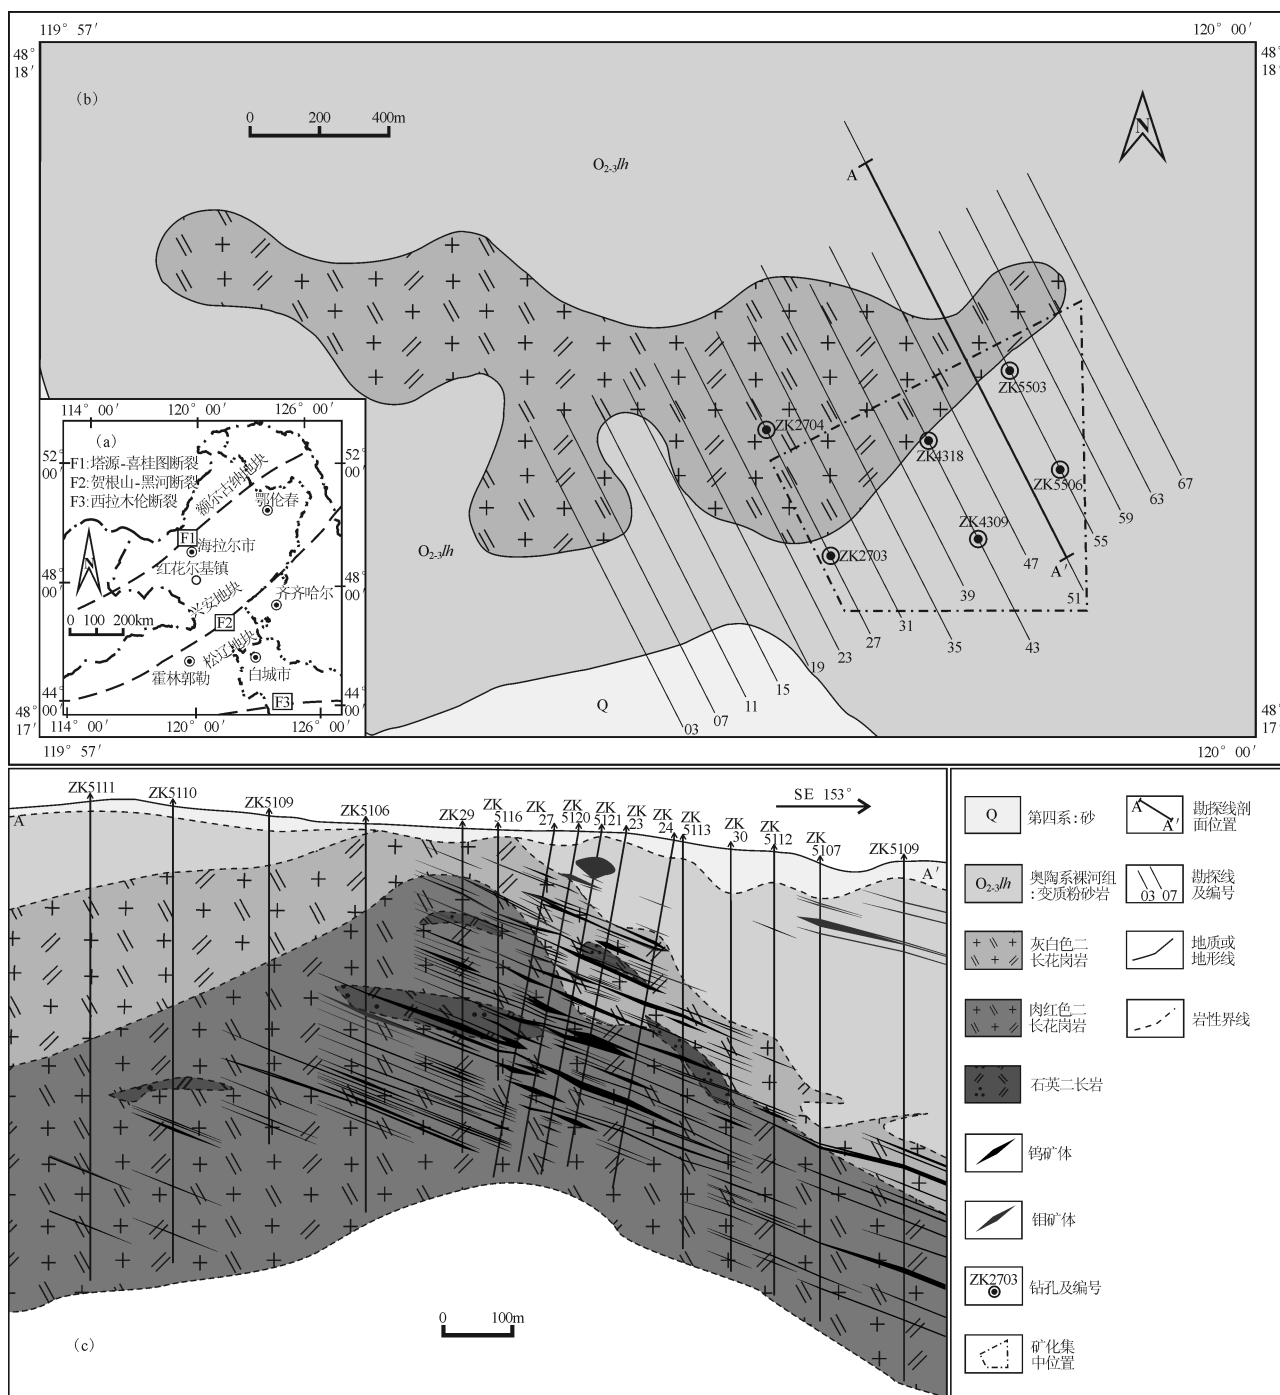 119° 57′
120° 00′
48°
18′
48°
18′
(b)
0 200 400m
N
O2-3lh
A
ZK5503
ZK2704
ZK4318
ZK5506
ZK4309
ZK2703
O2-3lh
A′
67
63
59
55
51
47
43
39
35
31
27
23
19
15
11
07
03
Q
48°
17′
48°
17′
119° 57′
120° 00′
114° 00′ 120° 00′ 126° 00′
(a)
F1:塔源-喜桂图断裂
F2:贺根山-黑河断裂
F3:西拉木伦断裂
52°
00′
52°
00′
额尔古纳地块
鄂伦春
F1
海拉尔市
N
红花尔基镇
48°
00′
48°
00′
兴安地块
齐齐哈尔
0 100 200km
F2
松辽地块
霍林郭勒
白城市
F3
44°
00′
44°
00′
114° 00′ 120° 00′ 126° 00′
ZK5111
ZK5110
ZK5109
ZK5106
ZK29
ZK
5116
ZK
27
ZK
5120
ZK
5121
ZK
23
ZK
24
ZK
5113
ZK
30
ZK
5112
ZK
5107
ZK5109
SE 153°
A
A′
0 100m
(c)
Q
第四系:砂
O2-3lh
奥陶系裸河组
:变质粉砂岩
灰白色二
长花岗岩
肉红色二
长花岗岩
石英二长岩
钨矿体
钼矿体
ZK2703
钻孔及编号
矿化集
中位置
A
A′
勘探线剖
面位置
03 07
勘探线
及编号
地质或
地形线
岩性界线